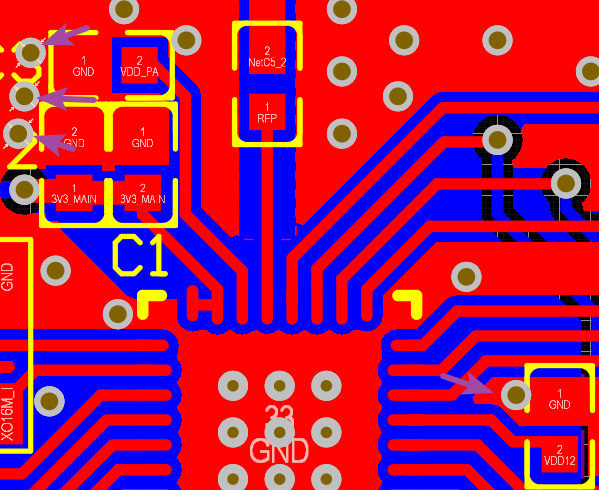 2
NetC5_2
1
GND
2
VDD_PA
1
RFP
2
GND
1
GND
1
3V3_MAIN
2
3V3_MAIN
C1
GND
XC16M_I
33
GND
1
GND
2
VDD12